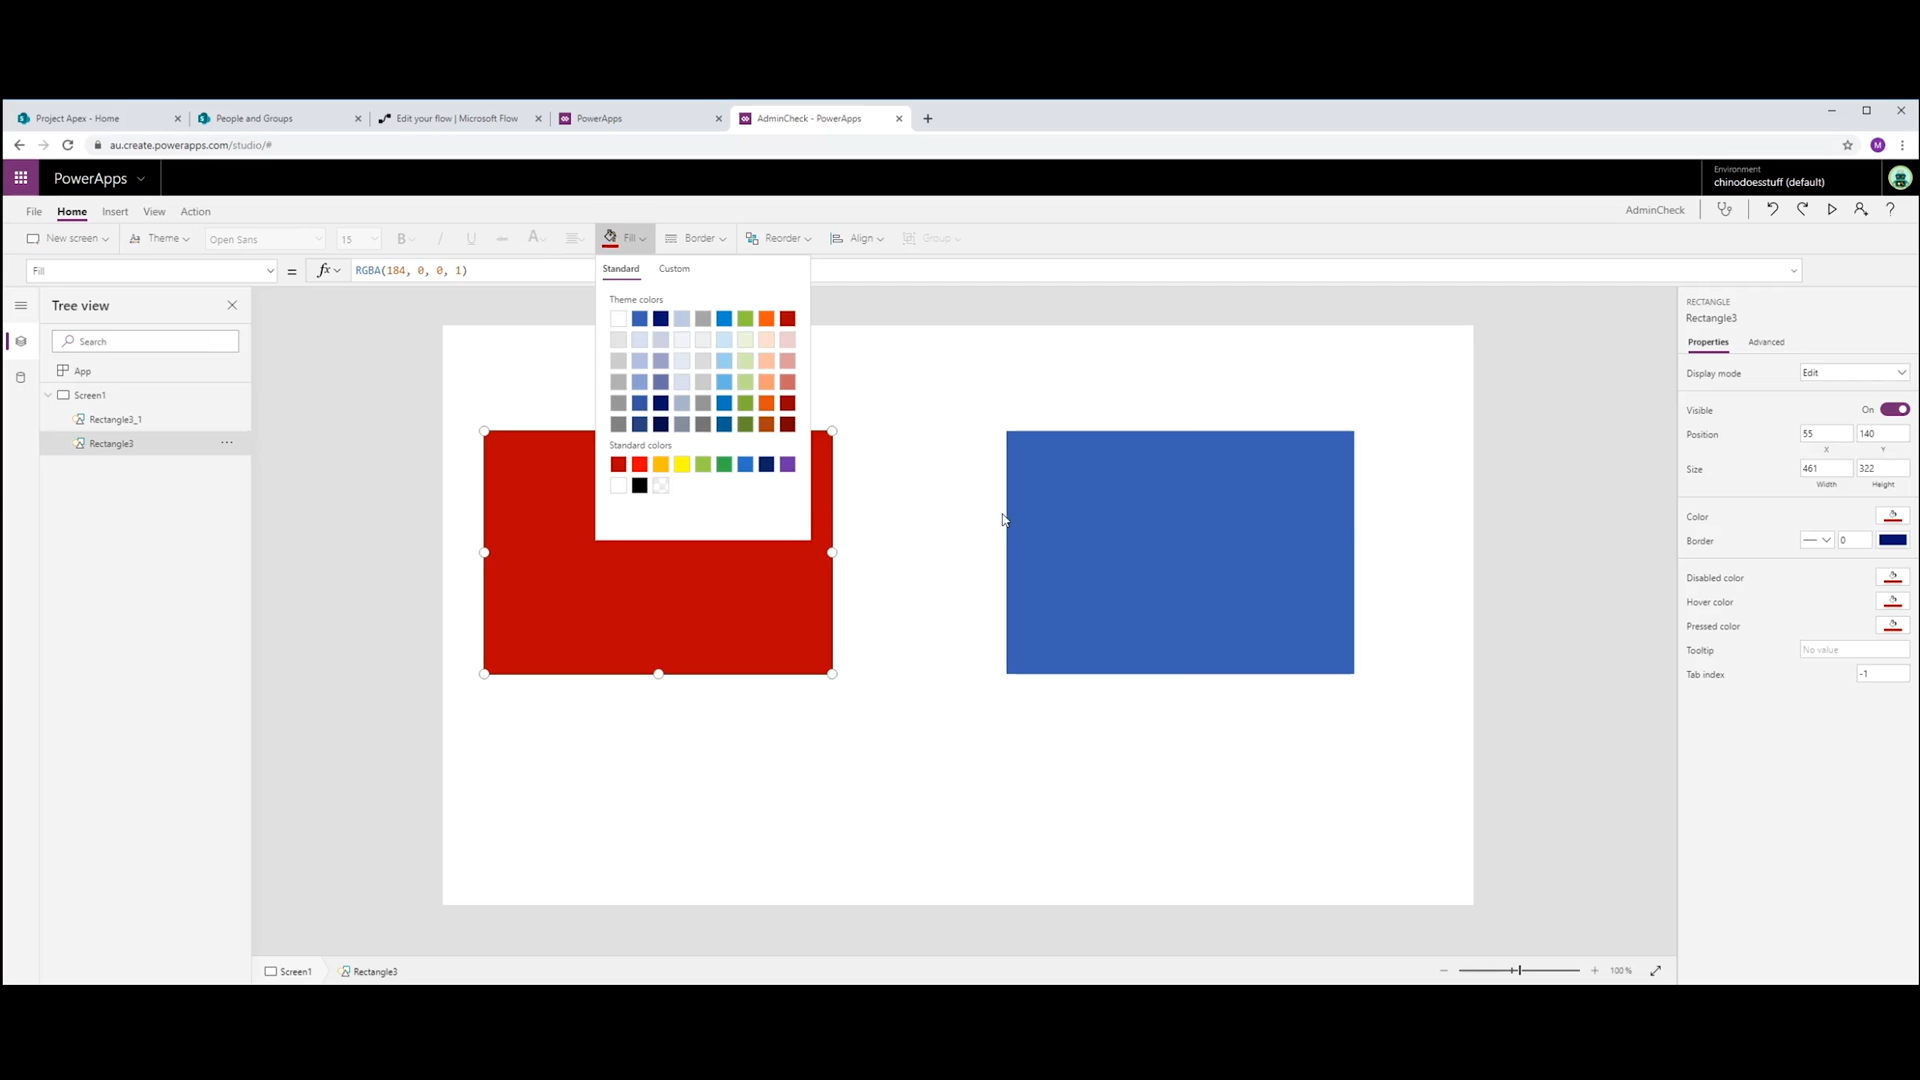 Project Apex - Home
People and Groups
Edit your flow | Microsoft Flow
PowerApps
AdminCheck - PowerApps
au.create.powerapps.com/studio/#
M
PowerApps
Environment
chinodoesstuff (default)
File Home Insert View Action
AdminCheck
New screen
Theme
Open Sans
15
B
I
U
A
Fill
Border
Reorder
Align
Group
Fill
=
fx
RGBA(184, 0, 0, 1)
Tree view
Search
App
Screen1
Rectangle3_1
Rectangle3
Standard Custom
Theme colors
Standard colors
RECTANGLE
Rectangle3
Properties Advanced
Display mode Edit
Visible On
Position 55 140
X Y
Size 461 322
Width Height
Color
Border 0
Disabled color
Hover color
Pressed color
Tooltip No value
Tab index -1
Screen1
Rectangle3
100 %